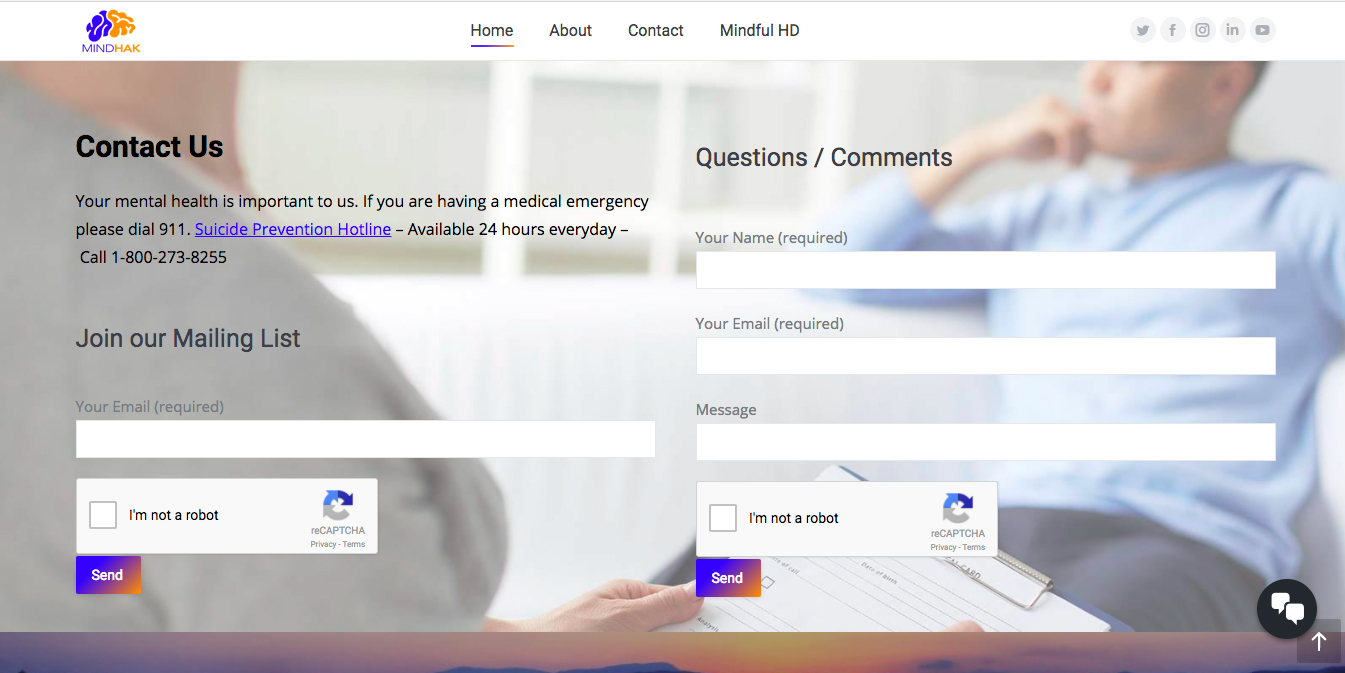 MINDHAK
Home
About
Contact
Mindful HD
Contact Us
Your mental health is important to us. If you are having a medical emergency
please dial 911. Suicide Prevention Hotline – Available 24 hours everyday –
Call 1-800-273-8255
Join our Mailing List
Your Email (required)
I'm not a robot
reCAPTCHA
Privacy - Terms
Send
Questions / Comments
Your Name (required)
Your Email (required)
Message
I'm not a robot
reCAPTCHA
Privacy - Terms
Send
Date of birth